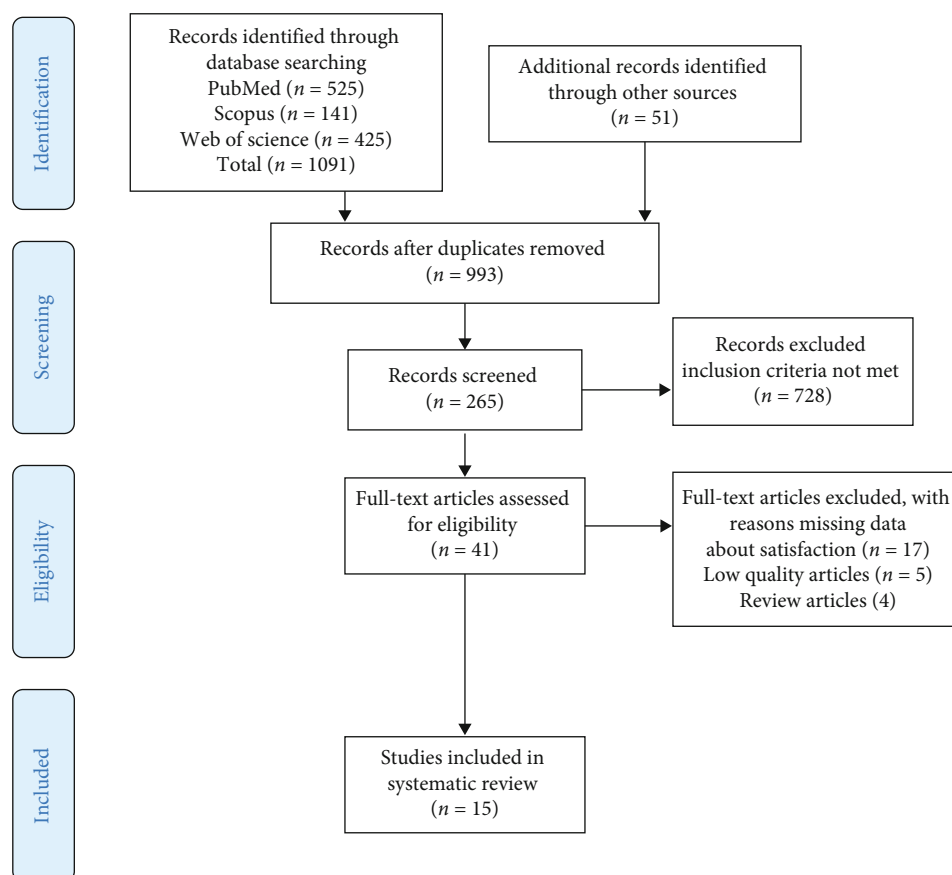 Identification
Records identified through
database searching
PubMed (n = 525)
Scopus (n = 141)
Web of science (n = 425)
Total (n = 1091)
Additional records identified
through other sources
(n = 51)
Records after duplicates removed
(n = 993)
Screening
Records screened
(n = 265)
Records excluded
inclusion criteria not met
(n = 728)
Eligibility
Full-text articles assessed
for eligibility
(n = 41)
Full-text articles excluded, with
reasons missing data
about satisfaction (n = 17)
Low quality articles (n = 5)
Review articles (4)
Included
Studies included in
systematic review
(n = 15)